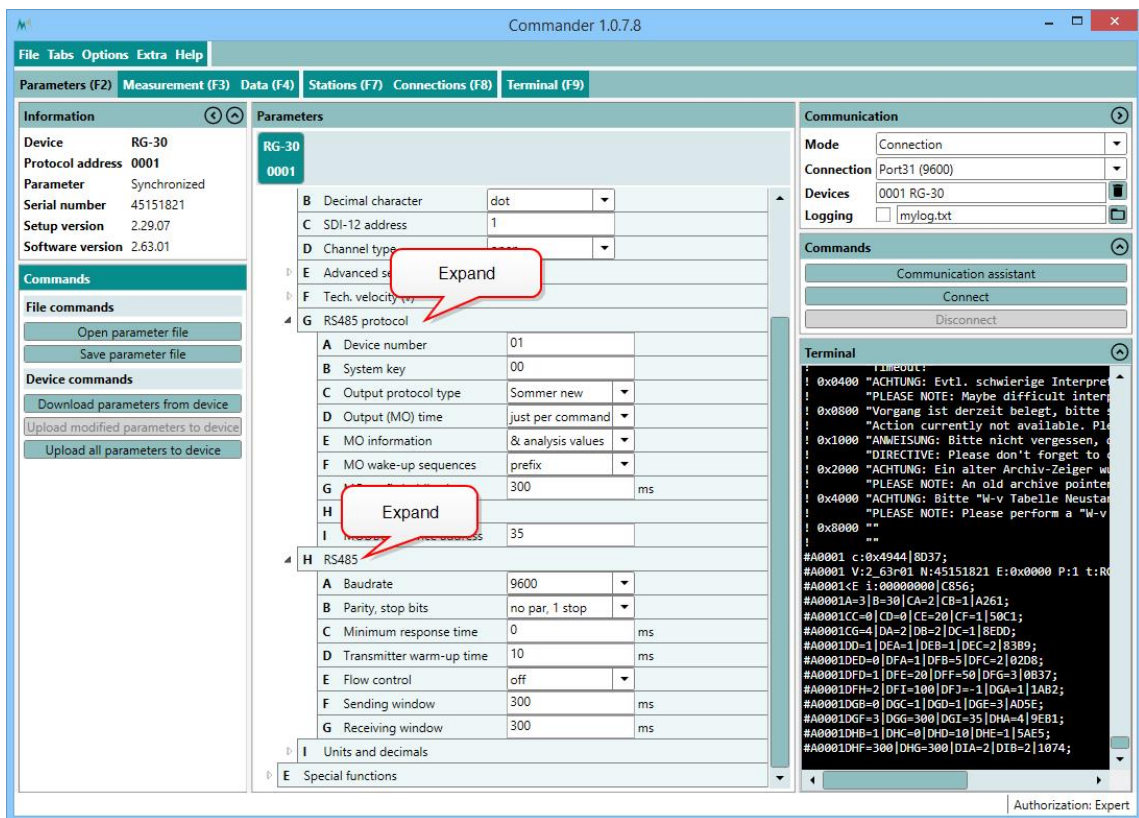 Commander 1.0.7.8
File Tabs Options Extra Help
Parameters (F2) Measurement (F3) Data (F4) Stations (F7) Connections (F8) Terminal (F9)
Information
Device RG-30
Protocol address 0001
Parameter Synchronized
Serial number 45151821
Setup version 2.29.07
Software version 2.63.01
Commands
File commands
Open parameter file
Save parameter file
Device commands
Download parameters from device
Upload modified parameters to device
Upload all parameters to device
Parameters
RG-30
0001
B Decimal character dot
C SDI-12 address 1
D Channel type
E Advanced
Expand
F Tech. velocity
G RS485 protocol
A Device number 01
B System key 00
C Output protocol type Sommer new
D Output (MO) time just per command
E MO information & analysis values
F MO wake-up sequences prefix
G 300 ms
H
Expand
I address 35
H RS485
A Baudrate 9600
B Parity, stop bits no par, 1 stop
C Minimum response time 0 ms
D Transmitter warm-up time 10 ms
E Flow control off
F Sending window 300 ms
G Receiving window 300 ms
I Units and decimals
E Special functions
Communication
Mode Connection
Connection Port31 (9600)
Devices 0001 RG-30
Logging mylog.txt
Commands
Communication assistant
Connect
Disconnect
Terminal
! Timeout!
! 0x0400 "ACHTUNG: Evtl. schwierige Interpret
! "PLEASE NOTE: Maybe difficult interp
! 0x0800 "Vorgang ist derzeit belegt, bitte s
! "Action currently not available. Ple
! 0x1000 "ANWEISUNG: Bitte nicht vergessen, d
! "DIRECTIVE: Please don't forget to d
! 0x2000 "ACHTUNG: Ein alter Archiv-Zeiger wu
! "PLEASE NOTE: An old archive pointer
! 0x4000 "ACHTUNG: Bitte "W-v Tabelle Neustar
! "PLEASE NOTE: Please perform a "W-v
! 0x8000 ""
! ""
#A0001 c:0x4944|8D37;
#A0001 V:2_63r01 N:45151821 E:0x0000 P:1 t:RG
#A0001<E i:00000000|C856;
#A0001A=3|B=30|CA=2|CB=1|A261;
#A0001CC=0|CD=0|CE=20|CF=1|50C1;
#A0001CG=4|DA=2|DB=2|DC=1|8EDD;
#A0001DD=1|DEA=1|DEB=1|DEC=2|83B9;
#A0001DED=0|DFA=1|DFB=5|DFC=2|02D8;
#A0001DFD=1|DFE=20|DFF=50|DFG=3|0B37;
#A0001DFH=2|DFI=100|DFJ=-1|DGA=1|1AB2;
#A0001DGB=0|DGC=1|DGD=1|DGE=3|AD5E;
#A0001DGF=3|DGG=300|DGI=35|DHA=4|9EB1;
#A0001DHB=1|DHC=0|DHD=10|DHE=1|5AE5;
#A0001DHF=300|DHG=300|DIA=2|DIB=2|1074;
Authorization: Expert